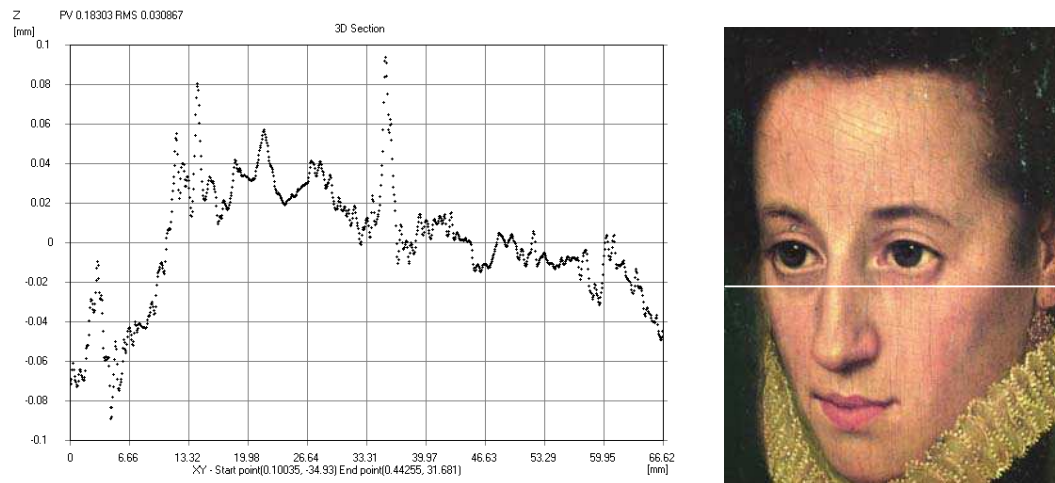 Z PV 0.18303 RMS 0.030867
[mm] 3D Section
0.1
0.08
0.06
0.04
0.02
0
-0.02
-0.04
-0.06
-0.08
-0.1
0 6.66 13.32 19.98 26.64 33.31 39.97 46.63 53.29 59.95 66.62
XY - Start point(0.10035, -34.93) End point(0.44255, 31.681) [mm]